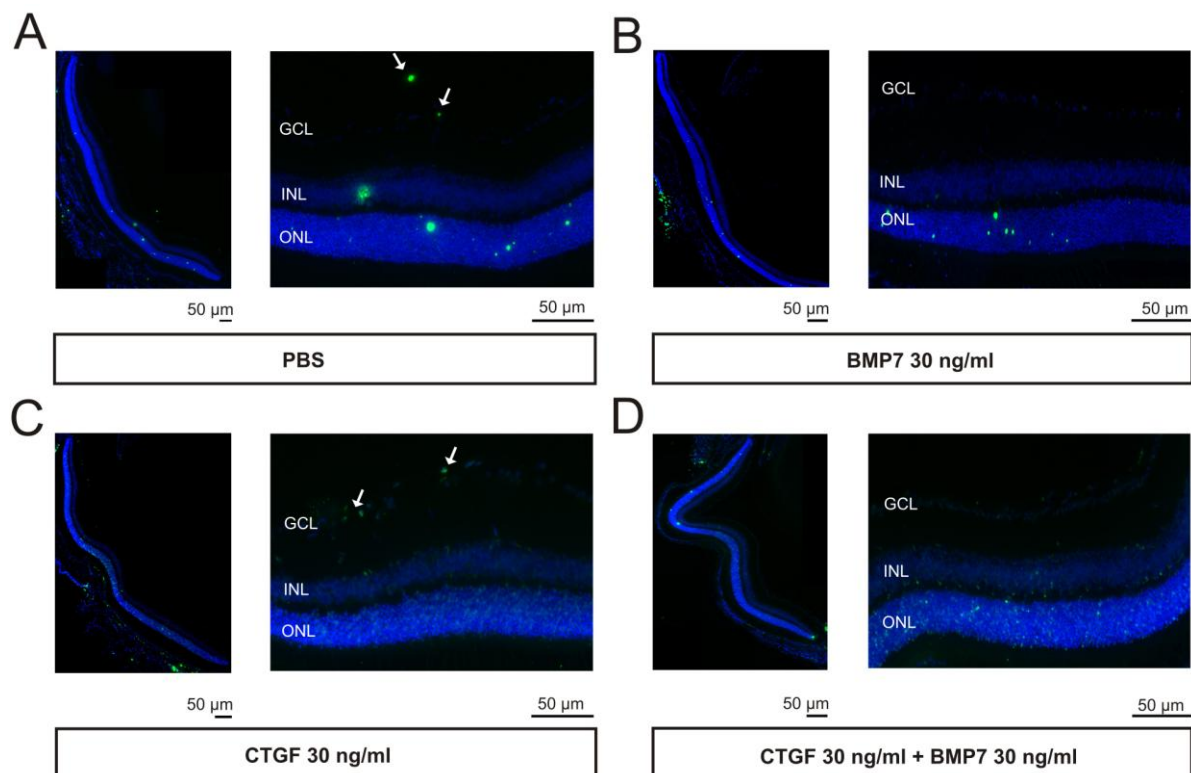 A
GCL
INL
ONL
50 µm
50 µm
PBS
B
GCL
INL
ONL
50 µm
50 µm
BMP7 30 ng/ml
C
GCL
INL
ONL
50 µm
50 µm
CTGF 30 ng/ml
D
GCL
INL
ONL
50 µm
50 µm
CTGF 30 ng/ml + BMP7 30 ng/ml